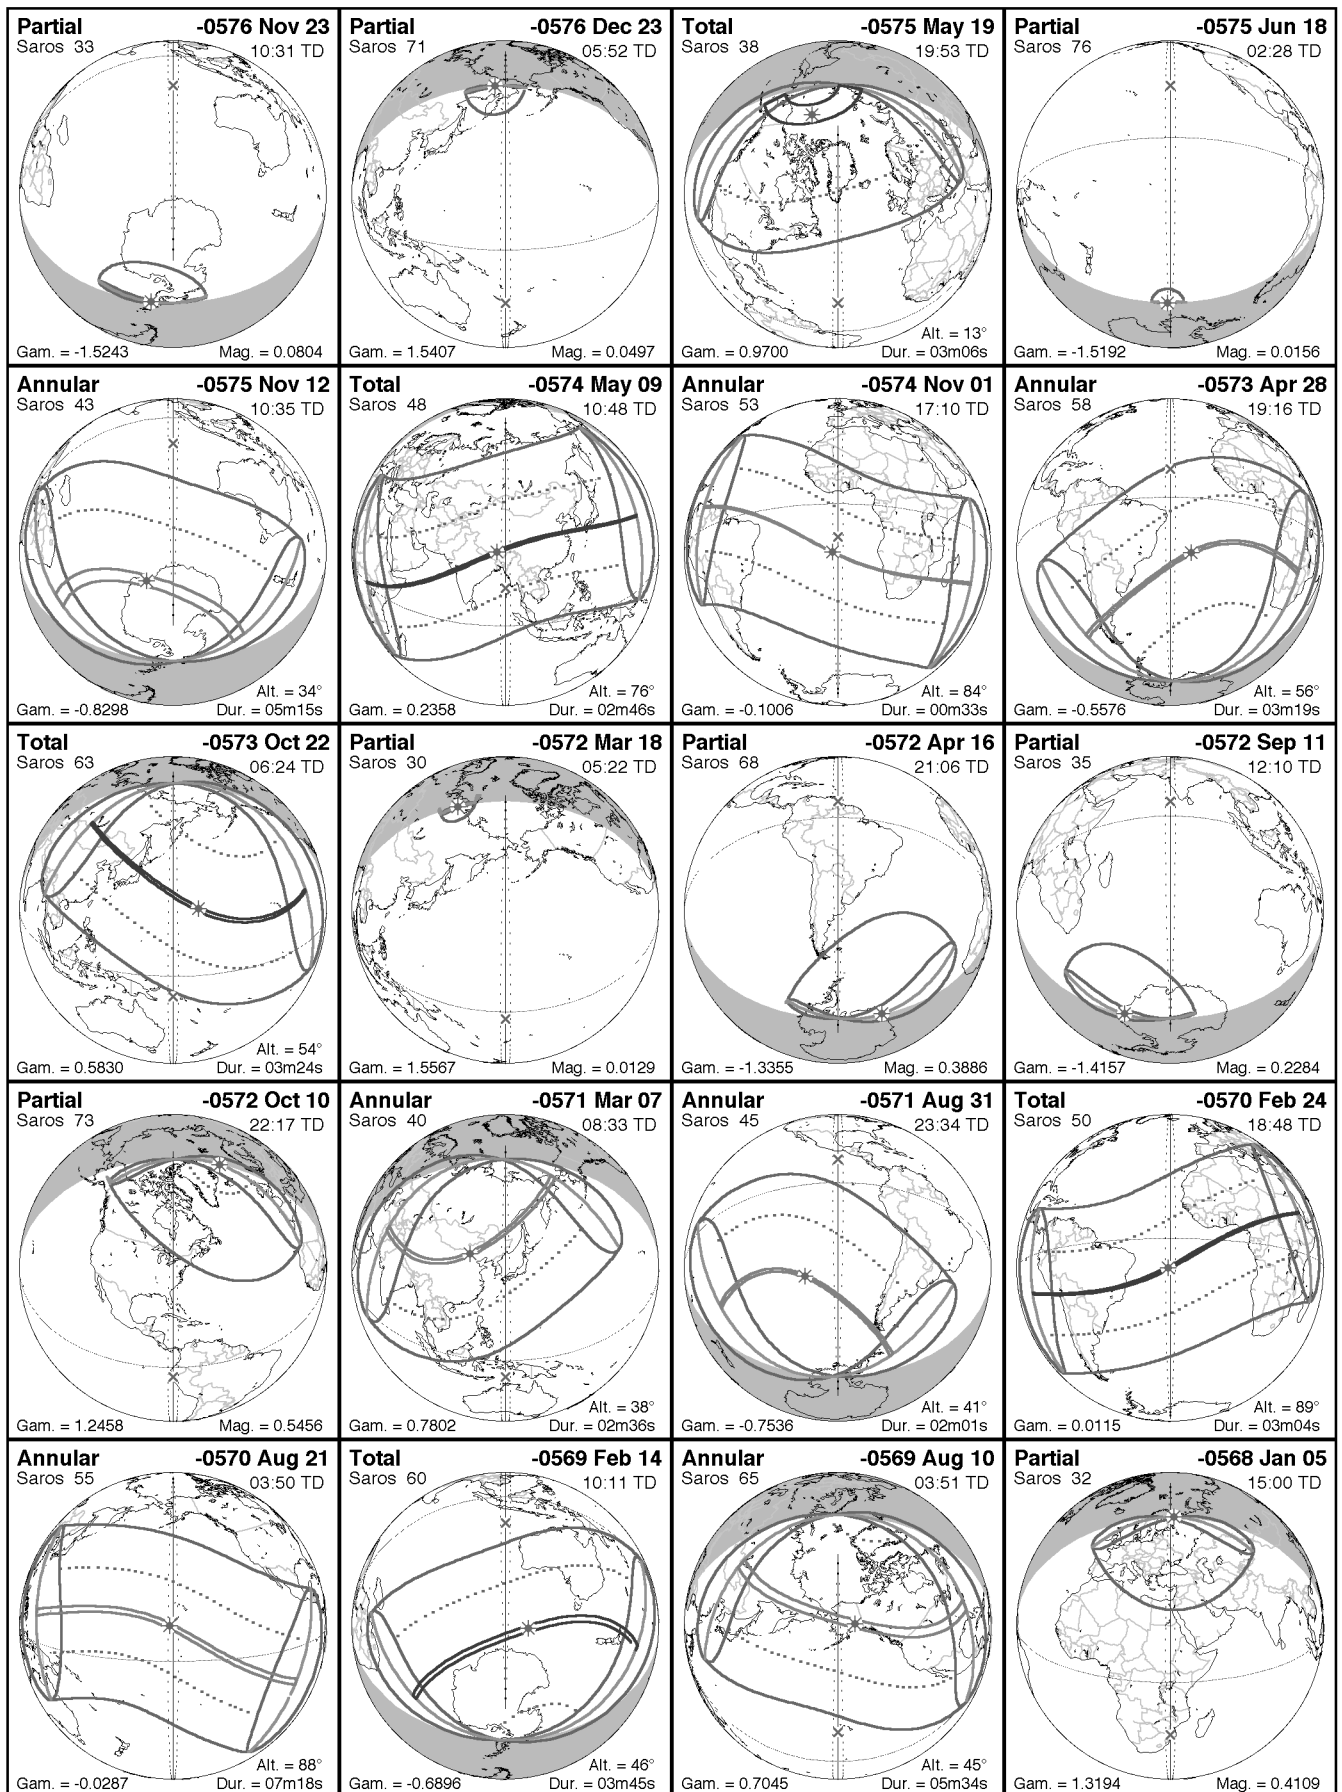 Partial -0576 Nov 23
Saros 33 10:31 TD
Gam. = -1.5243 Mag. = 0.0804
Partial -0576 Dec 23
Saros 71 05:52 TD
Gam. = 1.5407 Mag. = 0.0497
Total -0575 May 19
Saros 38 19:53 TD
Alt. = 13°
Gam. = 0.9700 Dur. = 03m06s
Partial -0575 Jun 18
Saros 76 02:28 TD
Gam. = -1.5192 Mag. = 0.0156
Annular -0575 Nov 12
Saros 43 10:35 TD
Alt. = 34°
Gam. = -0.8298 Dur. = 05m15s
Total -0574 May 09
Saros 48 10:48 TD
Alt. = 76°
Gam. = 0.2358 Dur. = 02m46s
Annular -0574 Nov 01
Saros 53 17:10 TD
Alt. = 84°
Gam. = -0.1006 Dur. = 00m33s
Annular -0573 Apr 28
Saros 58 19:16 TD
Alt. = 56°
Gam. = -0.5576 Dur. = 03m19s
Total -0573 Oct 22
Saros 63 06:24 TD
Alt. = 54°
Gam. = 0.5830 Dur. = 03m24s
Partial -0572 Mar 18
Saros 30 05:22 TD
Gam. = 1.5567 Mag. = 0.0129
Partial -0572 Apr 16
Saros 68 21:06 TD
Gam. = -1.3355 Mag. = 0.3886
Partial -0572 Sep 11
Saros 35 12:10 TD
Gam. = -1.4157 Mag. = 0.2284
Partial -0572 Oct 10
Saros 73 22:17 TD
Gam. = 1.2458 Mag. = 0.5456
Annular -0571 Mar 07
Saros 40 08:33 TD
Alt. = 38°
Gam. = 0.7802 Dur. = 02m36s
Annular -0571 Aug 31
Saros 45 23:34 TD
Alt. = 41°
Gam. = -0.7536 Dur. = 02m01s
Total -0570 Feb 24
Saros 50 18:48 TD
Alt. = 89°
Gam. = 0.0115 Dur. = 03m04s
Annular -0570 Aug 21
Saros 55 03:50 TD
Alt. = 88°
Gam. = -0.0287 Dur. = 07m18s
Total -0569 Feb 14
Saros 60 10:11 TD
Alt. = 46°
Gam. = -0.6896 Dur. = 03m45s
Annular -0569 Aug 10
Saros 65 03:51 TD
Alt. = 45°
Gam. = 0.7045 Dur. = 05m34s
Partial -0568 Jan 05
Saros 32 15:00 TD
Gam. = 1.3194 Mag. = 0.4109